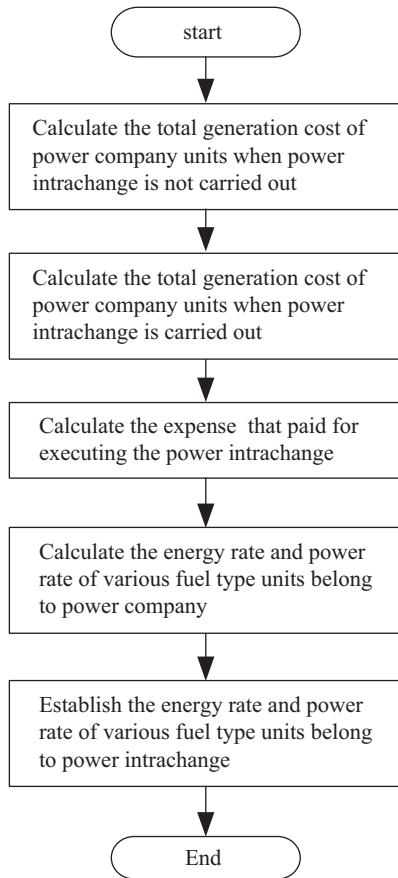 start
Calculate the total generation cost of
power company units when power
intrachange is not carried out
Calculate the total generation cost of
power company units when power
intrachange is carried out
Calculate the expense that paid for
executing the power intrachange
Calculate the energy rate and power
rate of various fuel type units belong
to power company
Establish the energy rate and power
rate of various fuel type units belong
to power intrachange
End